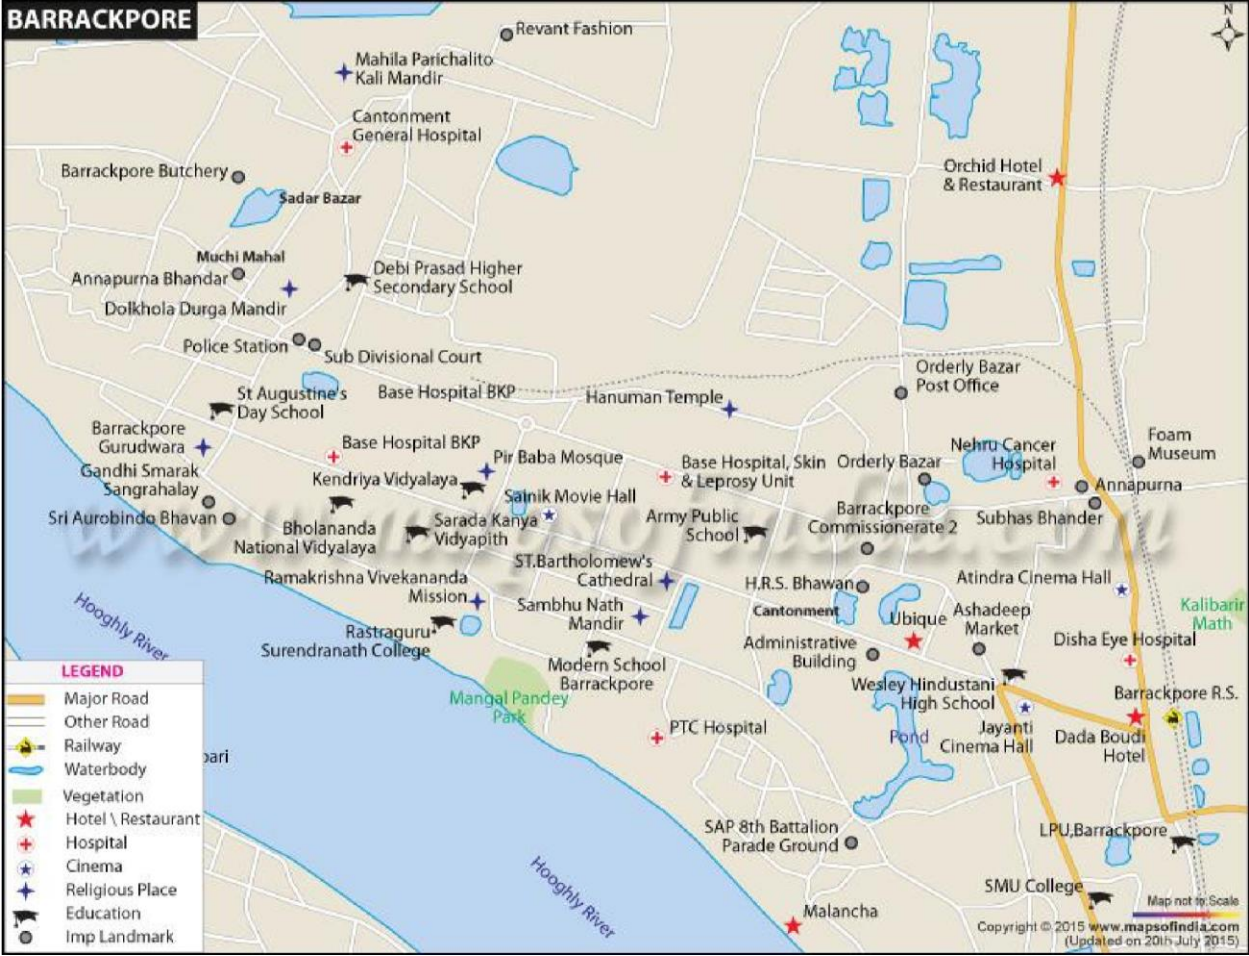 BARRACKPORE
N
Revant Fashion
Mahila Parichalito
Kali Mandir
Cantonment
General Hospital
Orchid Hotel
& Restaurant
Barrackpore Butchery
Sadar Bazar
Muchi Mahal
Annapurna Bhandar
Debi Prasad Higher
Secondary School
Dolkhola Durga Mandir
Police Station
Sub Divisional Court
Orderly Bazar
Post Office
St Augustine's
Day School
Base Hospital BKP
Hanuman Temple
Barrackpore
Gurudwara
Base Hospital BKP
Pir Baba Mosque
Base Hospital, Skin
& Leprosy Unit
Orderly Bazar
Nehru Cancer
Hospital
Foam
Museum
Gandhi Smarak
Sangrahalay
Kendriya Vidyalaya
Sainik Movie Hall
Annapurna
Sri Aurobindo Bhavan
Bholananda
National Vidyalaya
Sarada Kanya
Vidyapith
Army Public
School
Barrackpore
Commissionerate 2
Subhas Bhander
www.mapsofindia.com
Ramakrishna Vivekananda
Mission
ST.Bartholomew's
Cathedral
H.R.S. Bhawan
Atindra Cinema Hall
Hooghly River
Sambhu Nath
Mandir
Cantonment
Ubique
Ashadeep
Market
Kalibarir
Math
Rastraguru
Surendranath College
Modern School
Barrackpore
Administrative
Building
Disha Eye Hospital
Mangal Pandey
Park
Wesley Hindustani
High School
Barrackpore R.S.
PTC Hospital
Pond
Jayanti
Cinema Hall
Dada Boudi
Hotel
bari
LEGEND
Major Road
Other Road
Railway
Waterbody
Vegetation
Hotel \ Restaurant
Hospital
Cinema
Religious Place
Education
Imp Landmark
SAP 8th Battalion
Parade Ground
LPU,Barrackpore
Hooghly River
SMU College
Malancha
Map not to Scale
Copyright © 2015 www.mapsofindia.com
(Updated on 20th July 2015)